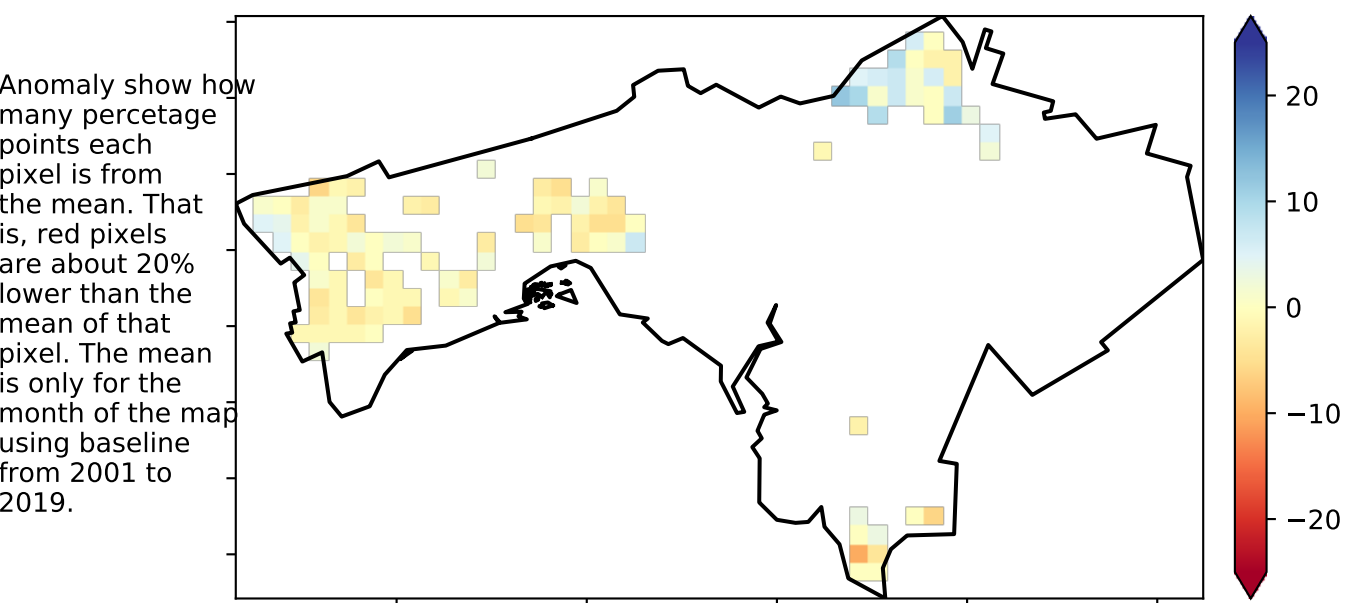 Anomaly show how
many percetage
points each
pixel is from
the mean. That
is, red pixels
are about 20%
lower than the
mean of that
pixel. The mean
is only for the
month of the map
using baseline
from 2001 to
2019.
20
10
0
−10
−20